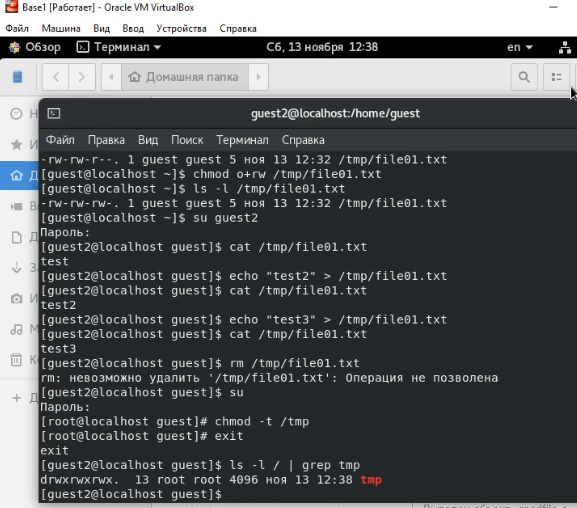 Base1 [Работает] - Oracle VM VirtualBox
Файл Машина Вид Ввод Устройства Справка
Обзор Терминал Сб, 13 ноября 12:38 en
Домашняя папка
guest2@localhost:/home/guest
Файл Правка Вид Поиск Терминал Справка
-rw-rw-r--. 1 guest guest 5 ноя 13 12:32 /tmp/file01.txt
[guest@localhost ~]$ chmod o+rw /tmp/file01.txt
[guest@localhost ~]$ ls -l /tmp/file01.txt
-rw-rw-rw-. 1 guest guest 5 ноя 13 12:32 /tmp/file01.txt
[guest@localhost ~]$ su guest2
Пароль:
[guest2@localhost guest]$ cat /tmp/file01.txt
test
[guest2@localhost guest]$ echo "test2" > /tmp/file01.txt
[guest2@localhost guest]$ cat /tmp/file01.txt
test2
[guest2@localhost guest]$ echo "test3" > /tmp/file01.txt
[guest2@localhost guest]$ cat /tmp/file01.txt
test3
[guest2@localhost guest]$ rm /tmp/file01.txt
rm: невозможно удалить '/tmp/file01.txt': Операция не позволена
[guest2@localhost guest]$ su
Пароль:
[root@localhost guest]# chmod -t /tmp
[root@localhost guest]# exit
exit
[guest2@localhost guest]$ ls -l / | grep tmp
drwxrwxrwx.  13 root root 4096 ноя 13 12:38 tmp
[guest2@localhost guest]$